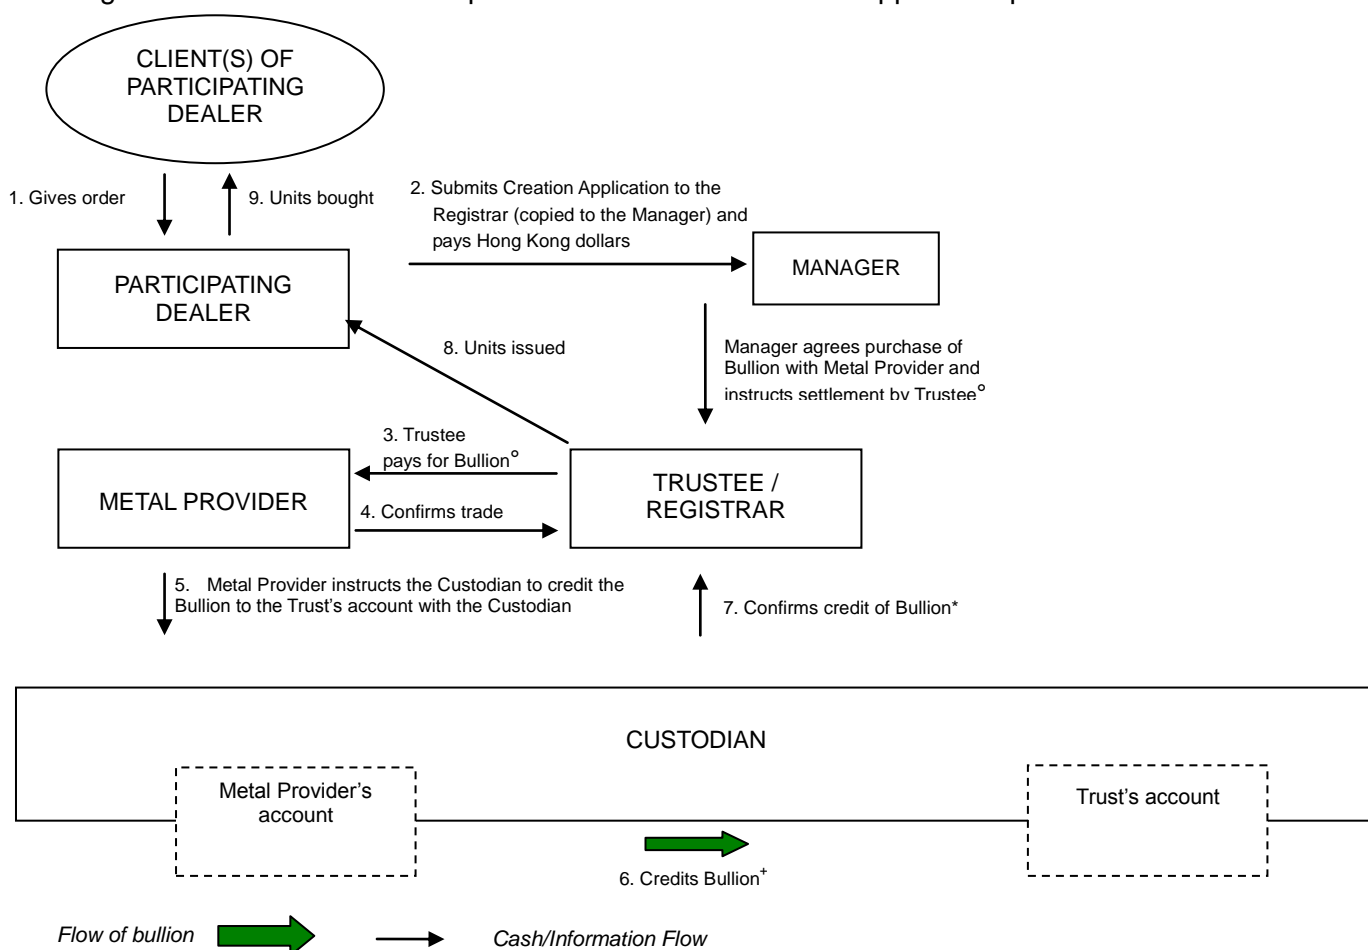 CLIENT(S) OF
PARTICIPATING
DEALER
1. Gives order
9. Units bought
2. Submits Creation Application to the
Registrar (copied to the Manager) and
pays Hong Kong dollars
MANAGER
PARTICIPATING
DEALER
8. Units issued
Manager agrees purchase of
Bullion with Metal Provider and
instructs settlement by Trustee°
3. Trustee
pays for Bullion°
METAL PROVIDER
4. Confirms trade
TRUSTEE /
REGISTRAR
5. Metal Provider instructs the Custodian to credit the
Bullion to the Trust's account with the Custodian
7. Confirms credit of Bullion*
CUSTODIAN
Metal Provider's
account
Trust's account
6. Credits Bullion⁺
Flow of bullion
Cash/Information Flow